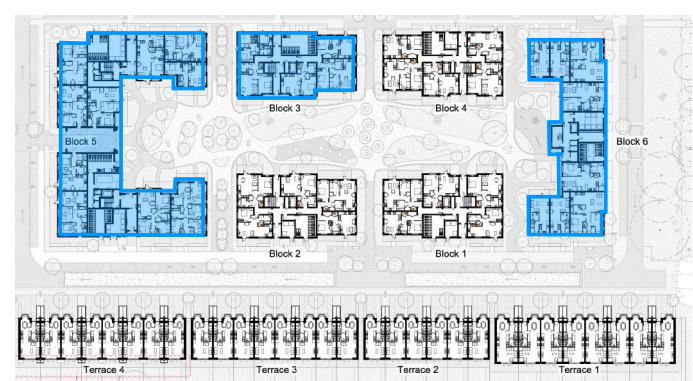 Block 3
Block 4
Block 5
Block 6
Block 2
Block 1
Terrace 4
Terrace 3
Terrace 2
Terrace 1